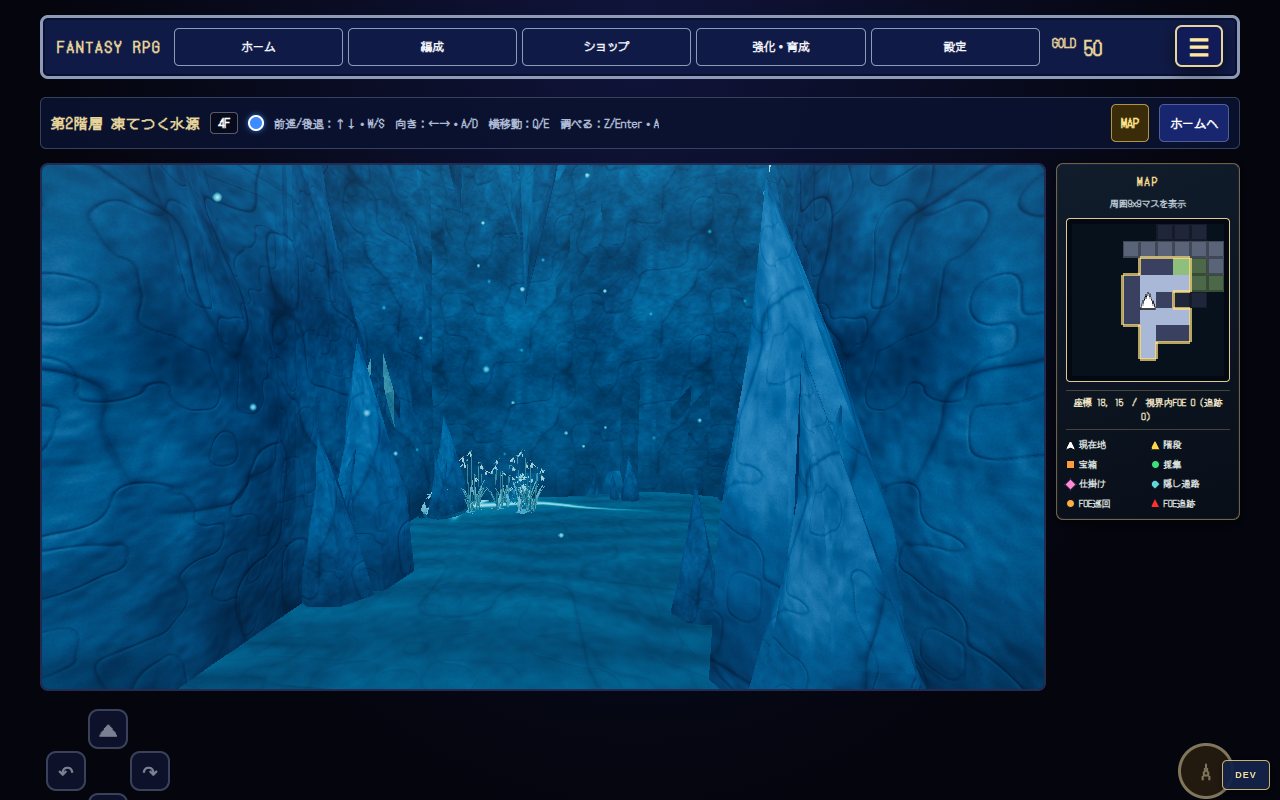 FANTASY RPG ホーム 編成 ショップ 強化・育成 設定 GOLD 50
第2階層 凍てつく水源 4F 前進/後退:↑↓・W/S 向き:←→・A/D 横移動:Q/E 調べる:Z/Enter・A MAP ホームへ
MAP
周囲9x9マスを表示
座標 18, 15 / 視界内FOE 0 (追跡
0)
現在地 階段
宝箱 採集
仕掛け 隠し通路
FOE巡回 FOE追跡
A DEV